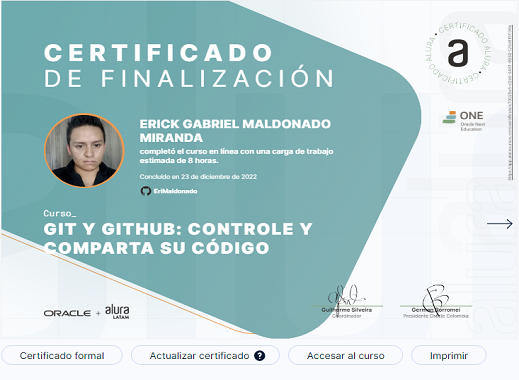 CERTIFICADO
DE FINALIZACIÓN
CERTIFICADO ALURA
CERTIFICADO ALURA
a
ONE
Oracle Next
Education
ERICK GABRIEL MALDONADO
MIRANDA
completó el curso en línea con una carga de trabajo
estimada de 8 horas.
Concluido en 23 de diciembre de 2022
EriMaldonado
Curso_
GIT Y GITHUB: CONTROLE Y
COMPARTA SU CÓDIGO
ORACLE + alura
LATAM
Guilherme Silveira
Coordinador
German Borromei
Presidente Oracle Colombia
Certificado formal
Actualizar certificado ?
Accesar al curso
Imprimir